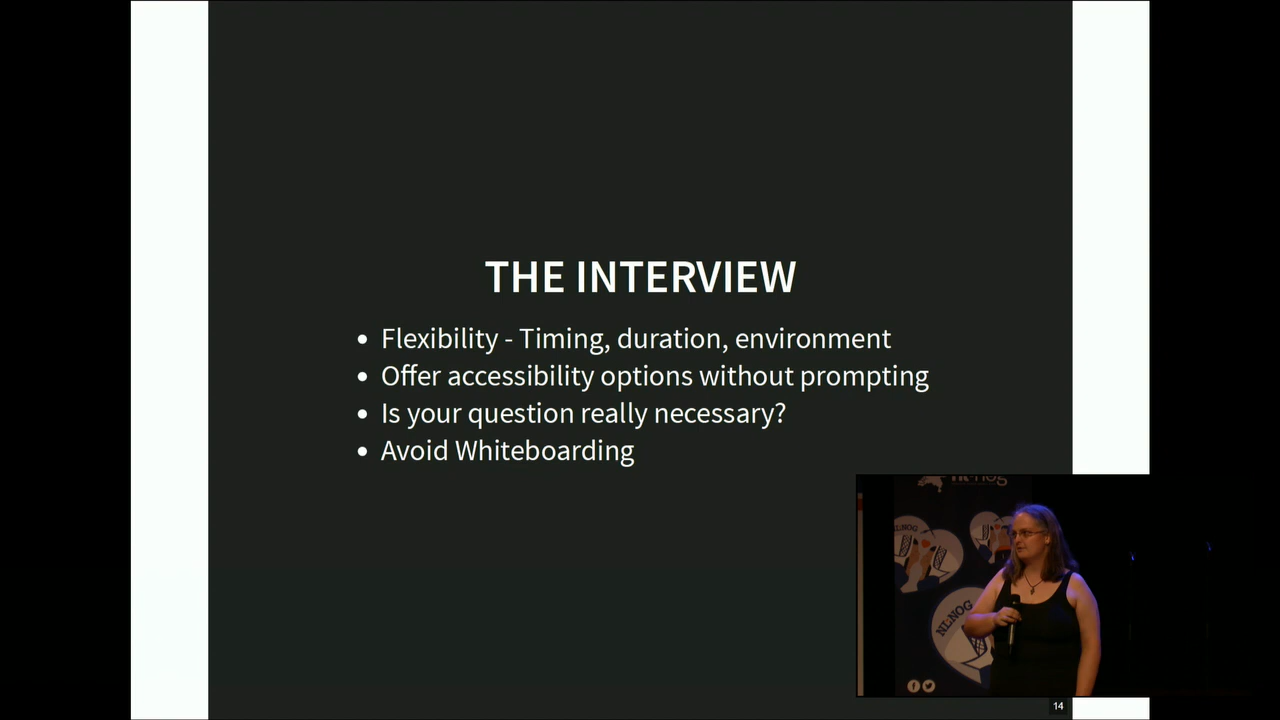 THE INTERVIEW
• Flexibility - Timing, duration, environment
• Offer accessibility options without prompting
• Is your question really necessary?
• Avoid Whiteboarding
NLNOG
NLNOG
14